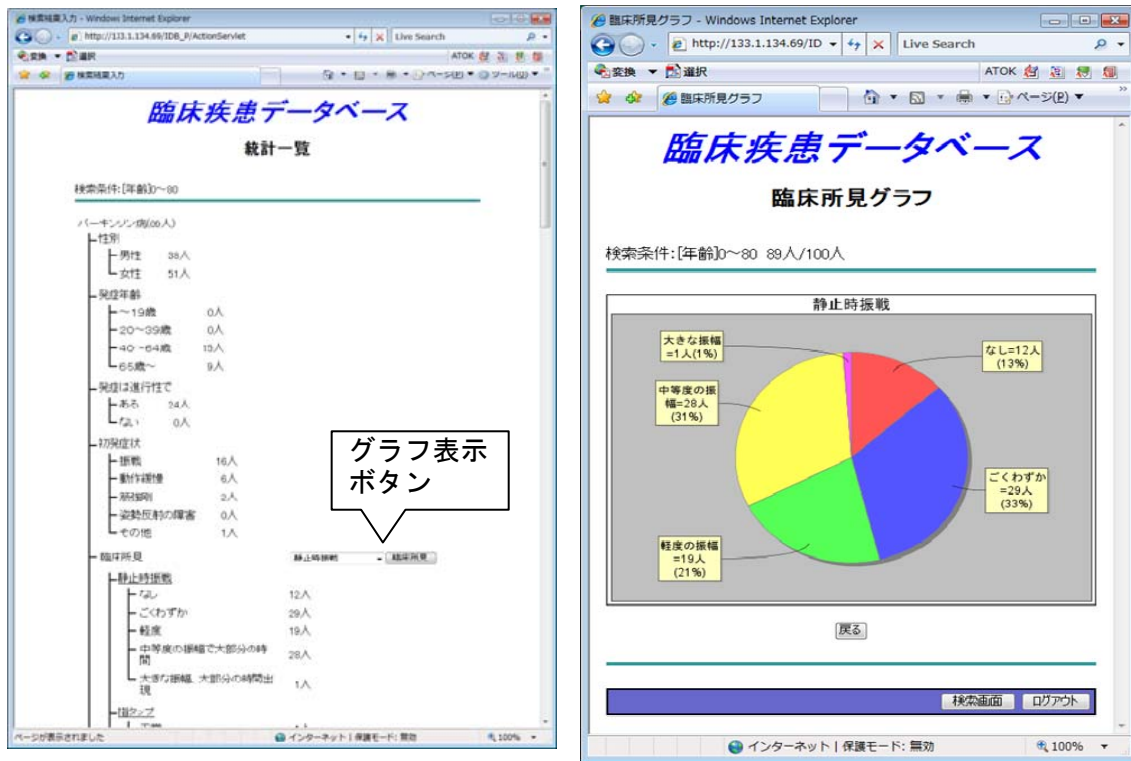 検索結果入力 - Windows Internet Explorer
http://133.1.134.69/IDB_P/ActionServlet
Live Search
変換 選択
ATOK
検索結果入力
ページ(P) ツール(O)
臨床疾患データベース
統計一覧
検索条件:[年齢]0～80
パーキンソン病
性別
男性 38人
女性 51人
発症年齢
～19歳 0人
20～39歳 0人
40～64歳
65歳～ 9人
発症は進行性で
ある 24人
ない 0人
初発症状
振戦 16人
動作緩慢 6人
筋強剛 2人
姿勢反射の障害 0人
その他 1人
グラフ表示
ボタン
臨床所見 静止時振戦 臨床所見
静止時振戦
なし 12人
ごくわずか 29人
軽度 19人
中等度の振幅で大部分の時
間 28人
大きな振幅、大部分の時間出
現 1人
指タップ
ページが表示されました
インターネット | 保護モード: 無効
100%
臨床所見グラフ - Windows Internet Explorer
http://133.1.134.69/ID
Live Search
変換 選択
ATOK
臨床所見グラフ
ページ(P)
臨床疾患データベース
臨床所見グラフ
検索条件:[年齢]0～80 89人/100人
静止時振戦
大きな振幅
=1人(1%)
なし=12人
(13%)
中等度の振
幅=28人
(31%)
ごくわずか
=29人
(33%)
軽度の振幅
=19人
(21%)
戻る
検索画面 ログアウト
インターネット | 保護モード: 無効
100%